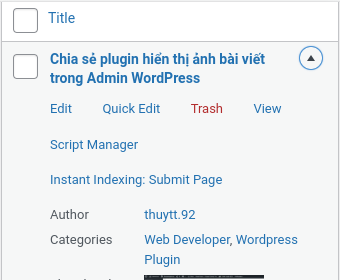 Title
Chia sẻ plugin hiển thị ảnh bài viết
trong Admin WordPress
Edit Quick Edit Trash View
Script Manager
Instant Indexing: Submit Page
Author thuytt.92
Categories Web Developer, Wordpress
Plugin